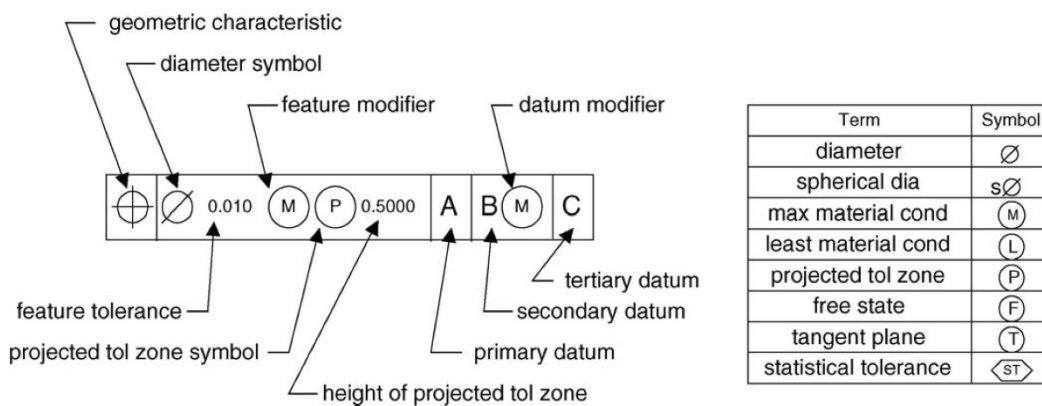 geometric characteristic
diameter symbol
feature modifier
datum modifier
⌖ ⌀ 0.010 Ⓜ Ⓟ 0.5000 A B Ⓜ C
tertiary datum
feature tolerance
secondary datum
projected tol zone symbol
primary datum
height of projected tol zone
Term Symbol
diameter ⌀
spherical dia s⌀
max material cond Ⓜ
least material cond Ⓛ
projected tol zone Ⓟ
free state Ⓕ
tangent plane Ⓣ
statistical tolerance ST